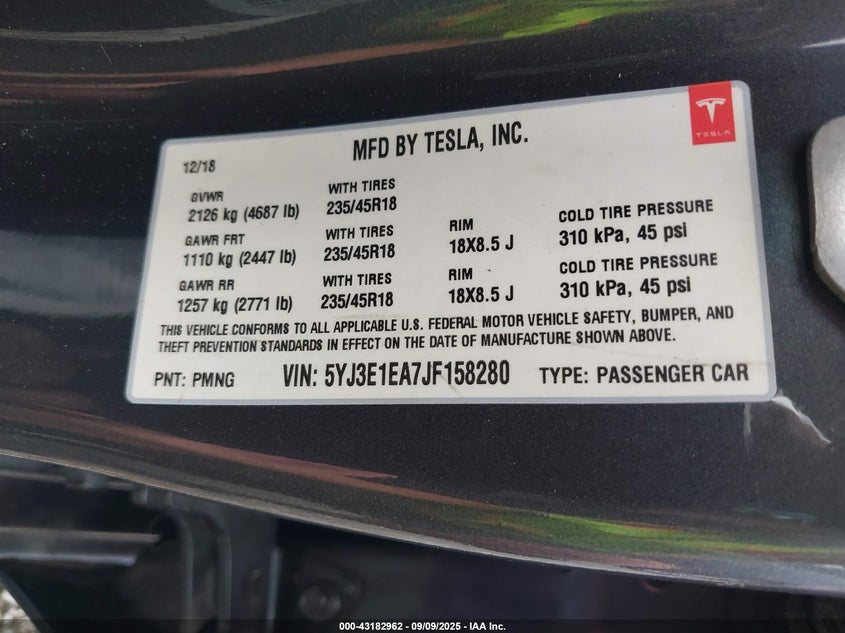 MFD BY TESLA, INC.
TESLA
12/18
GVWR
2126 kg (4687 lb)
WITH TIRES
235/45R18
GAWR FRT
1110 kg (2447 lb)
WITH TIRES
235/45R18
RIM
18X8.5 J
COLD TIRE PRESSURE
310 kPa, 45 psi
GAWR RR
1257 kg (2771 lb)
WITH TIRES
235/45R18
RIM
18X8.5 J
COLD TIRE PRESSURE
310 kPa, 45 psi
THIS VEHICLE CONFORMS TO ALL APPLICABLE U.S. FEDERAL MOTOR VEHICLE SAFETY, BUMPER, AND
THEFT PREVENTION STANDARDS IN EFFECT ON THE DATE OF MANUFACTURE SHOWN ABOVE.
PNT: PMNG VIN: 5YJ3E1EA7JF158280 TYPE: PASSENGER CAR
000-43182962 - 09/09/2025 - IAA Inc.